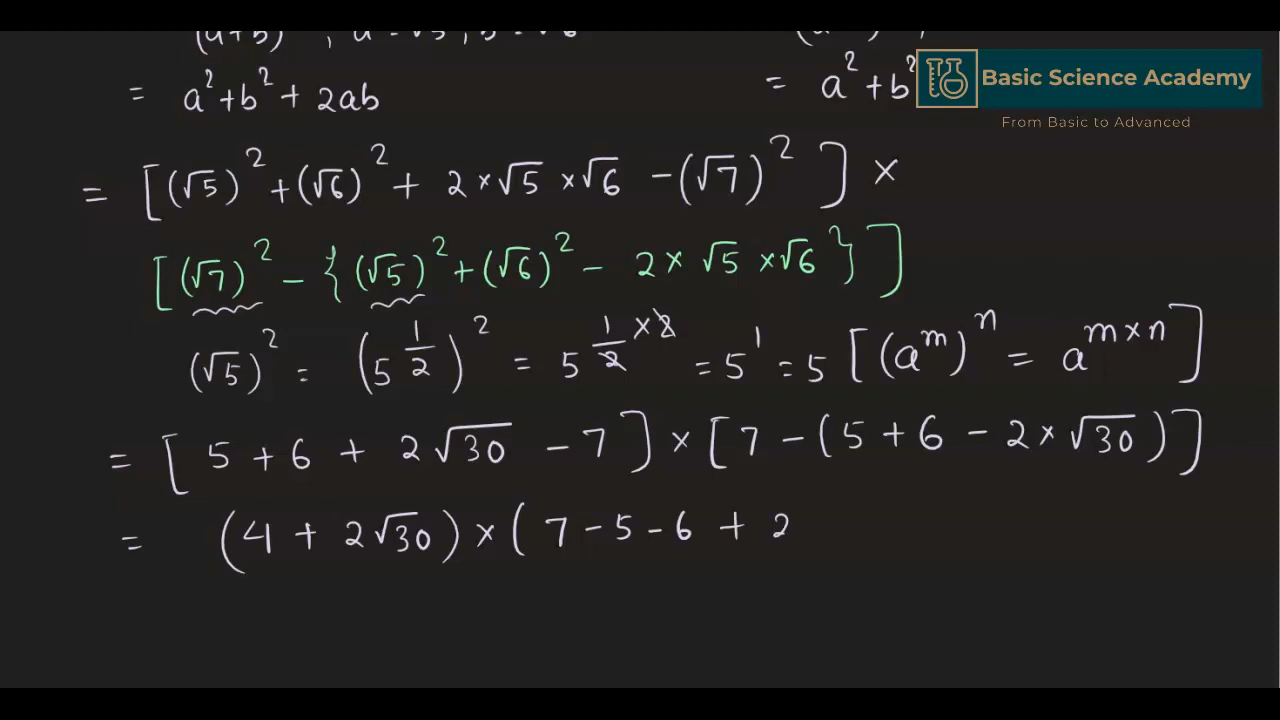 (a+b)  , a = √5 , b = √6
= a² + b² + 2ab
= a² + b²
Basic Science Academy
From Basic to Advanced
= [(√5)² + (√6)² + 2 × √5 × √6 − (√7)²] ×
[(√7)² − {(√5)² + (√6)² − 2 × √5 × √6}]
(√5)² = (5^(1/2))² = 5^(1/2 × 2) = 5¹ = 5 [(a^m)^n = a^(m×n)]
= [5 + 6 + 2√30 − 7] × [7 − (5 + 6 − 2 × √30)]
= (4 + 2√30) × (7 − 5 − 6 + 2